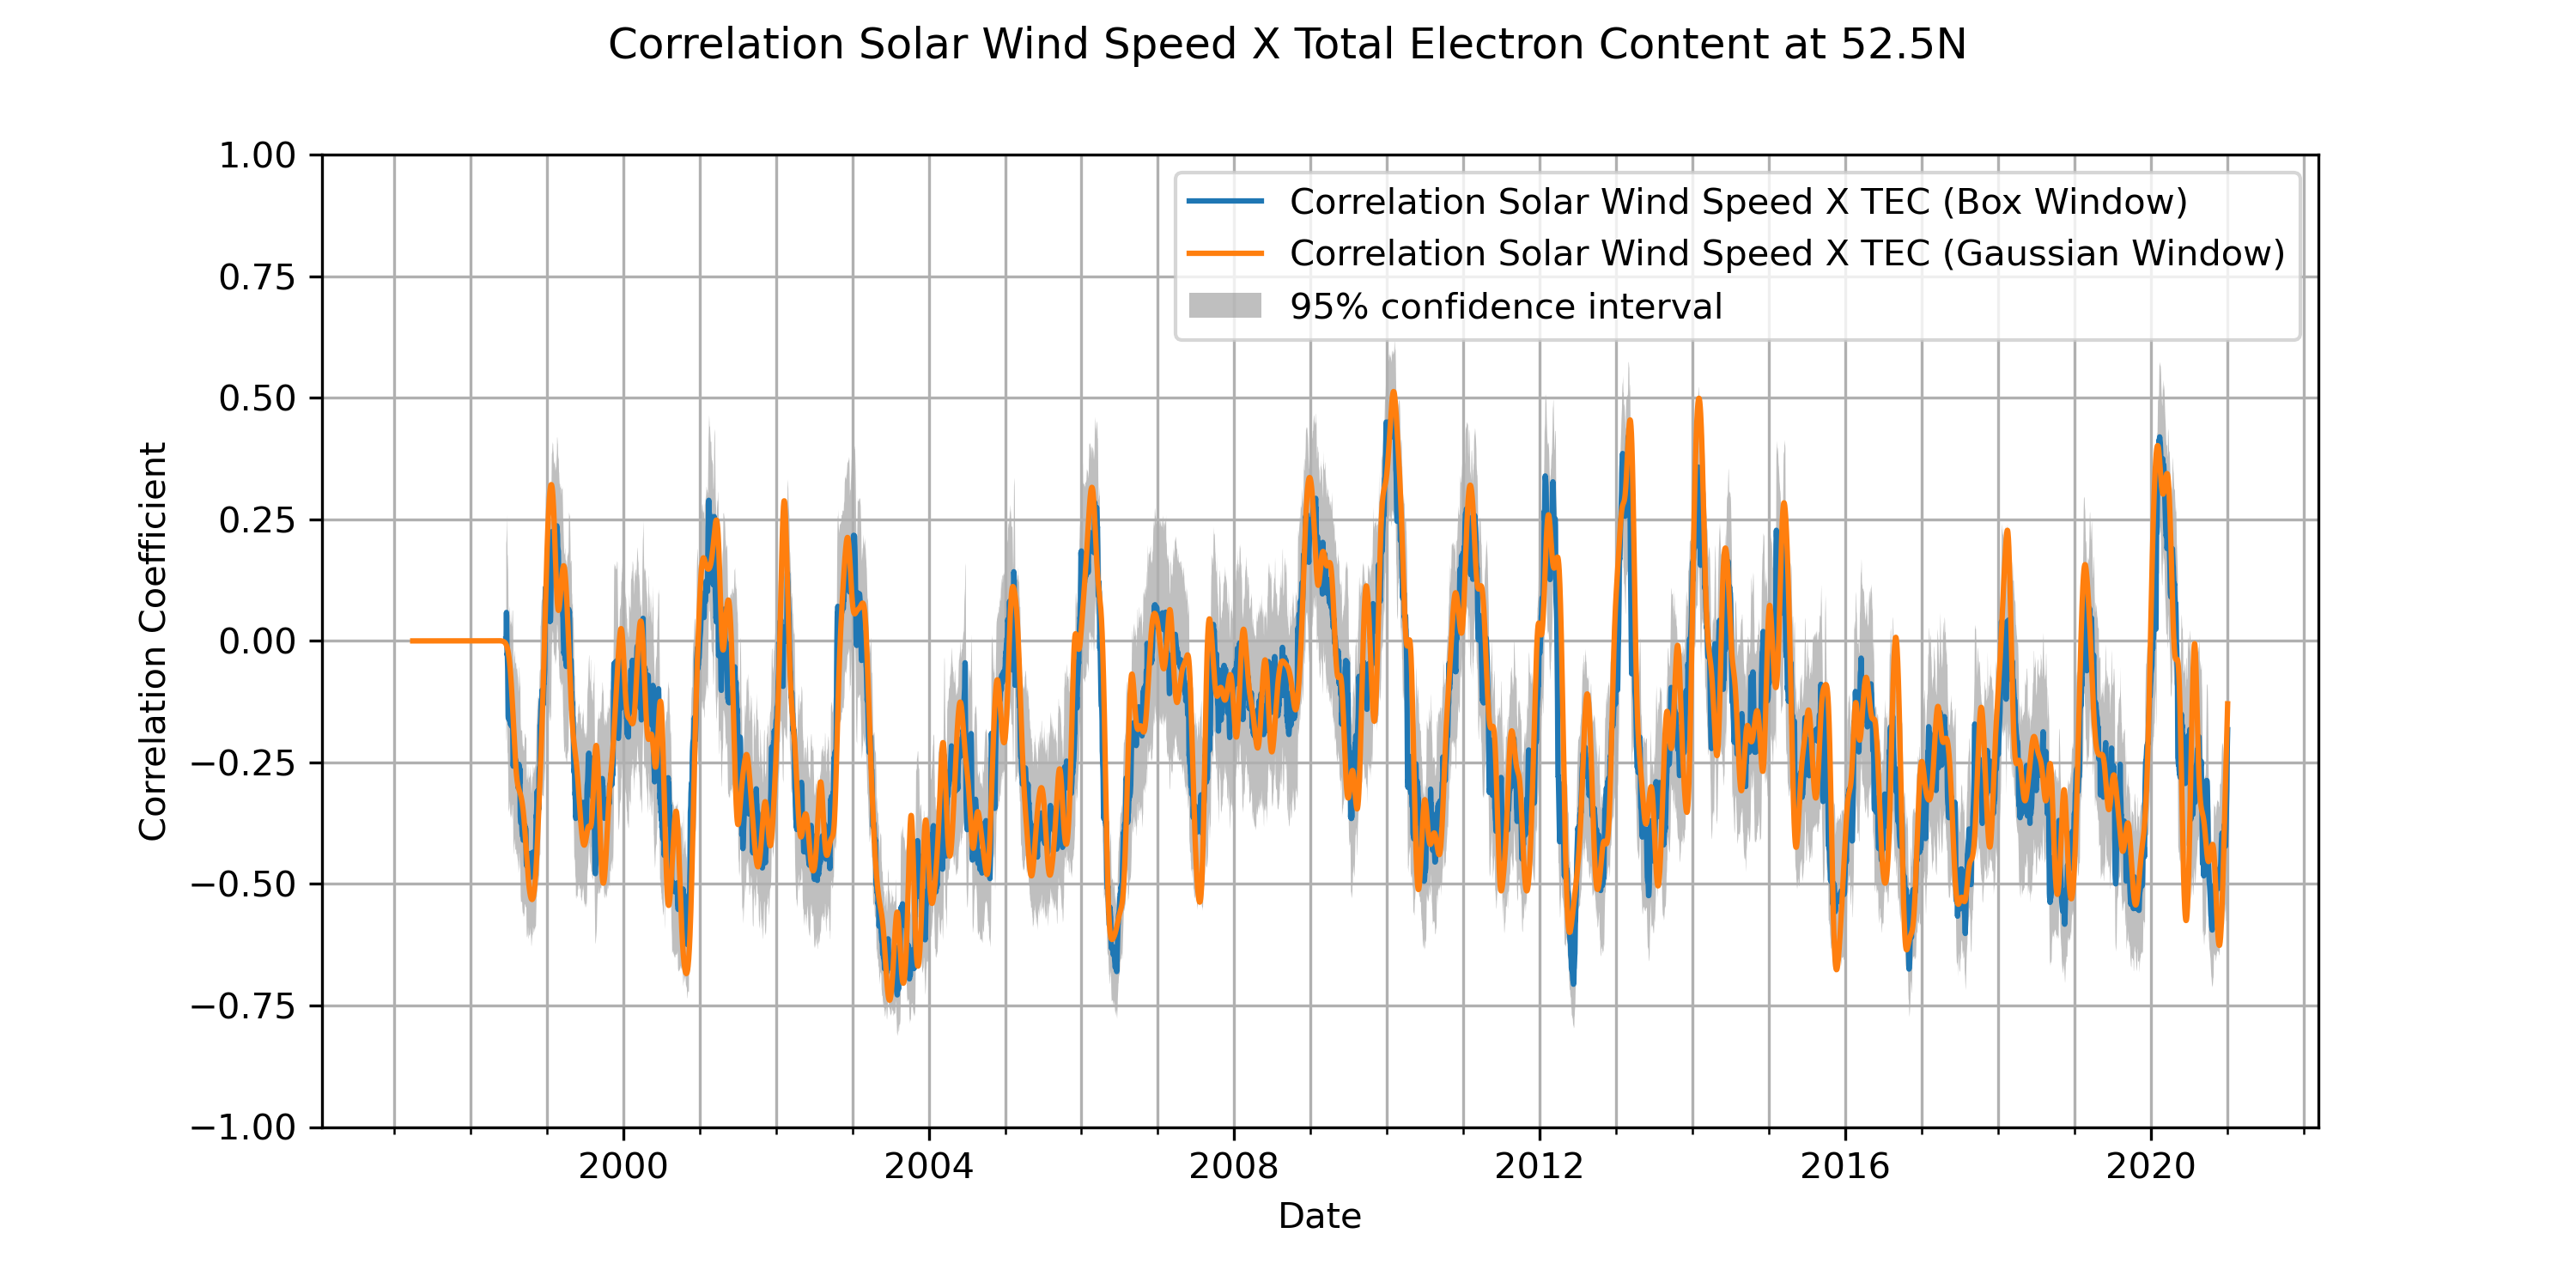 Correlation Solar Wind Speed X Total Electron Content at 52.5N
Correlation Solar Wind Speed X TEC (Box Window)
Correlation Solar Wind Speed X TEC (Gaussian Window)
95% confidence interval
Correlation Coefficient
1.00
0.75
0.50
0.25
0.00
−0.25
−0.50
−0.75
−1.00
2000 2004 2008 2012 2016 2020
Date